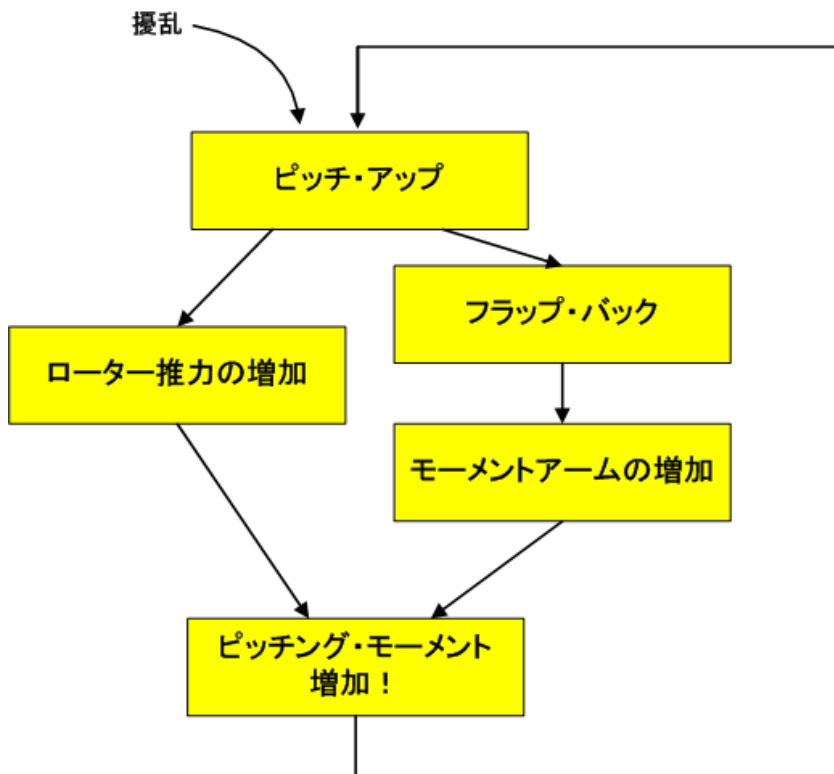 擾乱
ピッチ・アップ
フラップ・バック
ローター推力の増加
モーメントアームの増加
ピッチング・モーメント
増加！